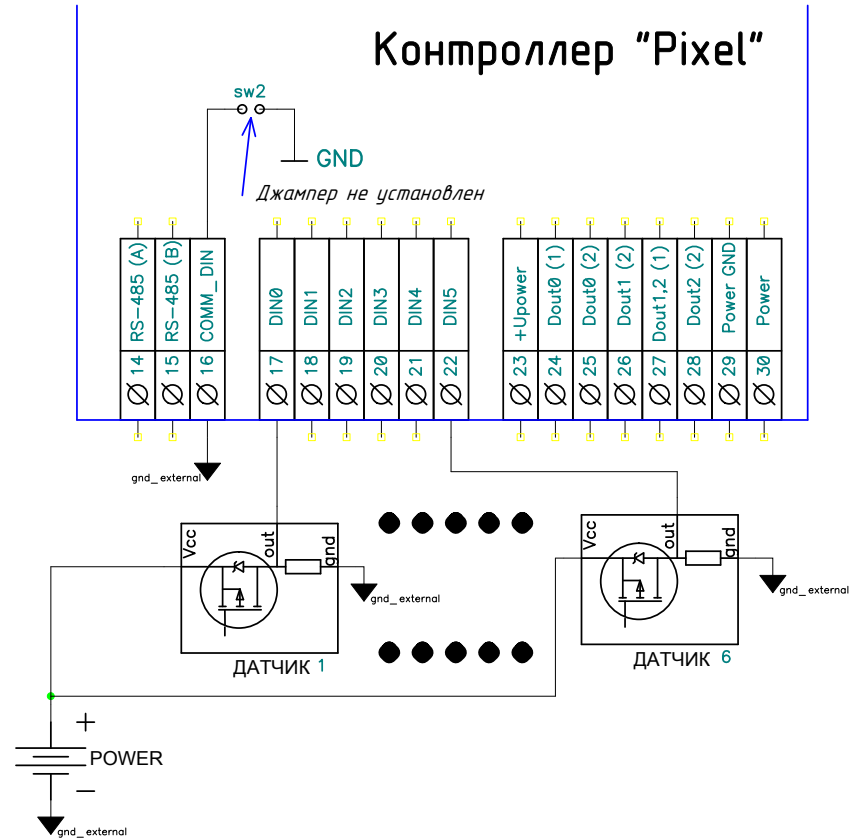 Контроллер "Pixel"
sw2
GND
Джампер не установлен
14 RS-485 (A)
15 RS-485 (B)
16 COMM_DIN
17 DIN0
18 DIN1
19 DIN2
20 DIN3
21 DIN4
22 DIN5
23 +Upower
24 Dout0 (1)
25 Dout0 (2)
26 Dout1 (2)
27 Dout1,2 (1)
28 Dout2 (2)
29 Power GND
30 Power
gnd_external
Vcc
out
gnd
gnd_external
ДАТЧИК 1
Vcc
out
gnd
gnd_external
ДАТЧИК 6
+
POWER
−
gnd_external